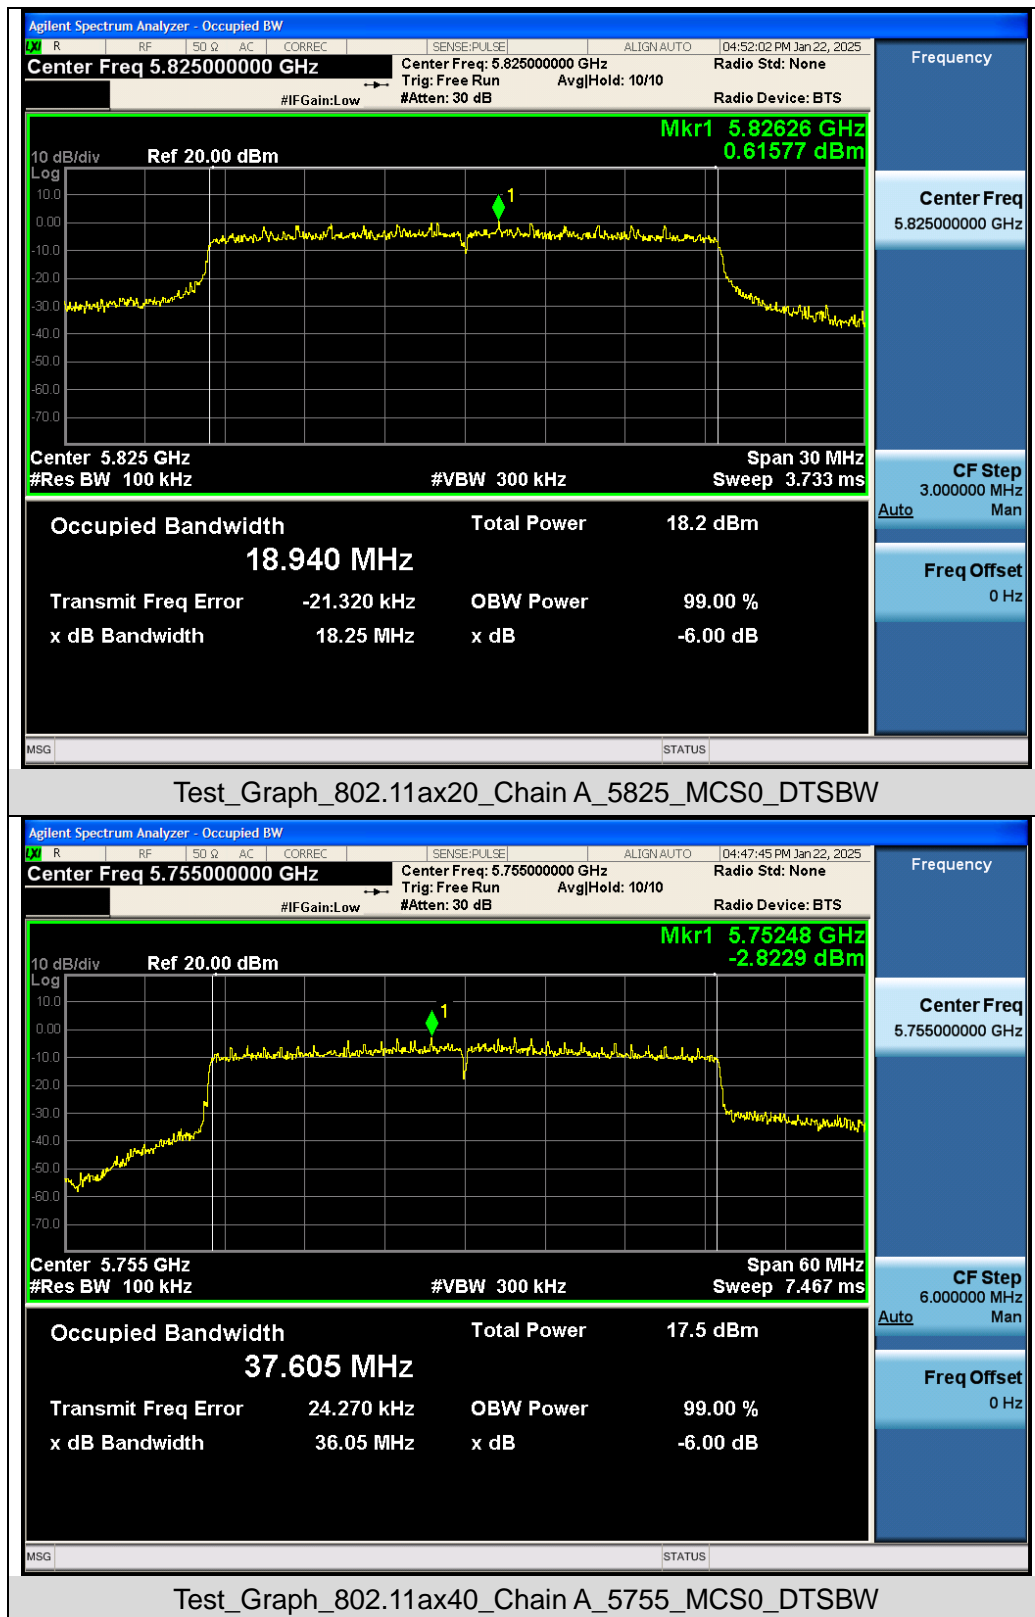 Agilent Spectrum Analyzer - Occupied BW
LXI R RF 50 Ω AC CORREC SENSE:PULSE ALIGN AUTO 04:52:02 PM Jan 22, 2025
Center Freq 5.825000000 GHz
Center Freq: 5.825000000 GHz
Radio Std: None
Trig: Free Run Avg|Hold: 10/10
#IFGain:Low
#Atten: 30 dB
Radio Device: BTS
Mkr1 5.82626 GHz
0.61577 dBm
10 dB/div Ref 20.00 dBm
Log
10.0
0.00
-10.0
-20.0
-30.0
-40.0
-50.0
-60.0
-70.0
1
Center 5.825 GHz Span 30 MHz
#Res BW 100 kHz #VBW 300 kHz Sweep 3.733 ms
Occupied Bandwidth Total Power 18.2 dBm
18.940 MHz
Transmit Freq Error -21.320 kHz OBW Power 99.00 %
x dB Bandwidth 18.25 MHz x dB -6.00 dB
MSG STATUS
Frequency
Center Freq
5.825000000 GHz
CF Step
3.000000 MHz
Auto Man
Freq Offset
0 Hz
Test_Graph_802.11ax20_Chain A_5825_MCS0_DTSBW
Agilent Spectrum Analyzer - Occupied BW
LXI R RF 50 Ω AC CORREC SENSE:PULSE ALIGN AUTO 04:47:45 PM Jan 22, 2025
Center Freq 5.755000000 GHz
Center Freq: 5.755000000 GHz
Radio Std: None
Trig: Free Run Avg|Hold: 10/10
#IFGain:Low
#Atten: 30 dB
Radio Device: BTS
Mkr1 5.75248 GHz
-2.8229 dBm
10 dB/div Ref 20.00 dBm
Log
10.0
0.00
-10.0
-20.0
-30.0
-40.0
-50.0
-60.0
-70.0
1
Center 5.755 GHz Span 60 MHz
#Res BW 100 kHz #VBW 300 kHz Sweep 7.467 ms
Occupied Bandwidth Total Power 17.5 dBm
37.605 MHz
Transmit Freq Error 24.270 kHz OBW Power 99.00 %
x dB Bandwidth 36.05 MHz x dB -6.00 dB
MSG STATUS
Frequency
Center Freq
5.755000000 GHz
CF Step
6.000000 MHz
Auto Man
Freq Offset
0 Hz
Test_Graph_802.11ax40_Chain A_5755_MCS0_DTSBW